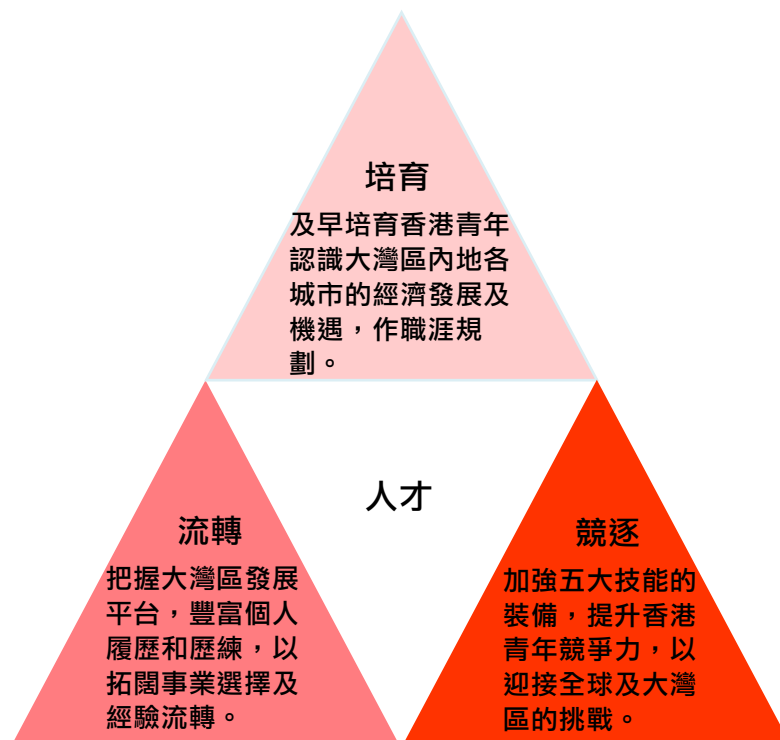 培育
及早培育香港青年
認識大灣區內地各
城市的經濟發展及
機遇，作職涯規
劃。
人才
流轉
把握大灣區發展
平台，豐富個人
履歷和歷練，以
拓闊事業選擇及
經驗流轉。
競逐
加強五大技能的
裝備，提升香港
青年競爭力，以
迎接全球及大灣
區的挑戰。